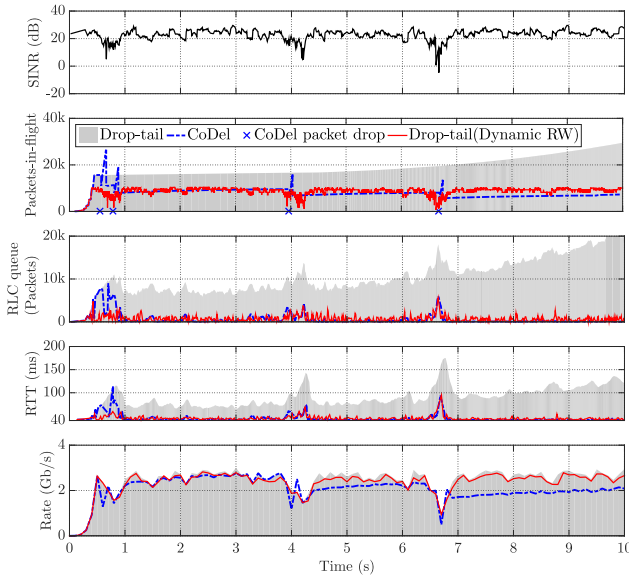 SINR (dB)
40
20
0
20
Packets-in-flight
Drop-tail CoDel CoDel packet drop Drop-tail(Dynamic RW)
40k
20k
0
RLC queue
(Packets)
20k
10k
0
RTT (ms)
200
100
40
Rate (Gb/s)
4
2
0
0 1 2 3 4 5 6 7 8 9 10
Time (s)